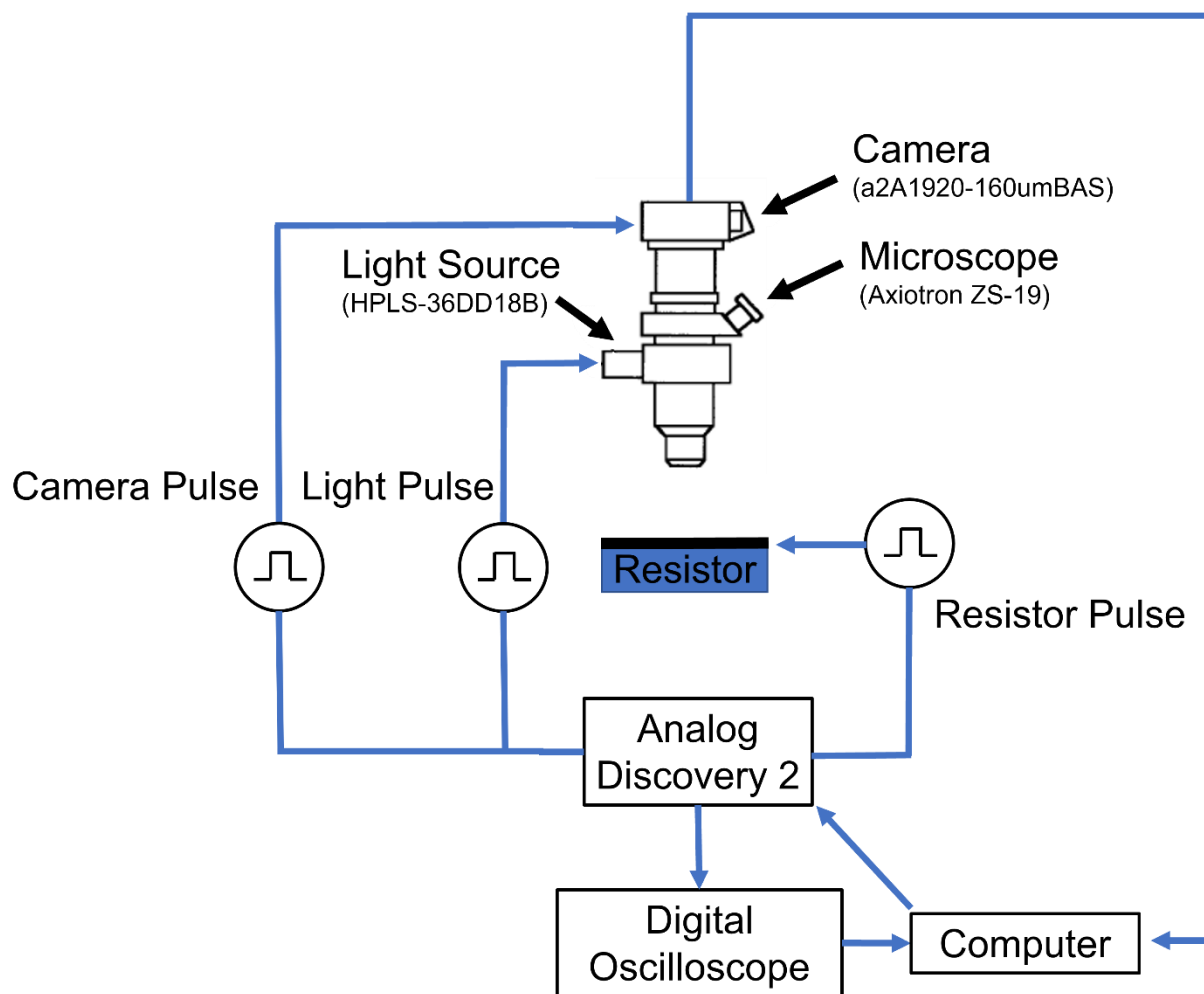 Camera
(a2A1920-160umBAS)
Light Source
(HPLS-36DD18B)
Microscope
(Axiotron ZS-19)
Camera Pulse
Light Pulse
Resistor
Resistor Pulse
Analog
Discovery 2
Digital
Oscilloscope
Computer